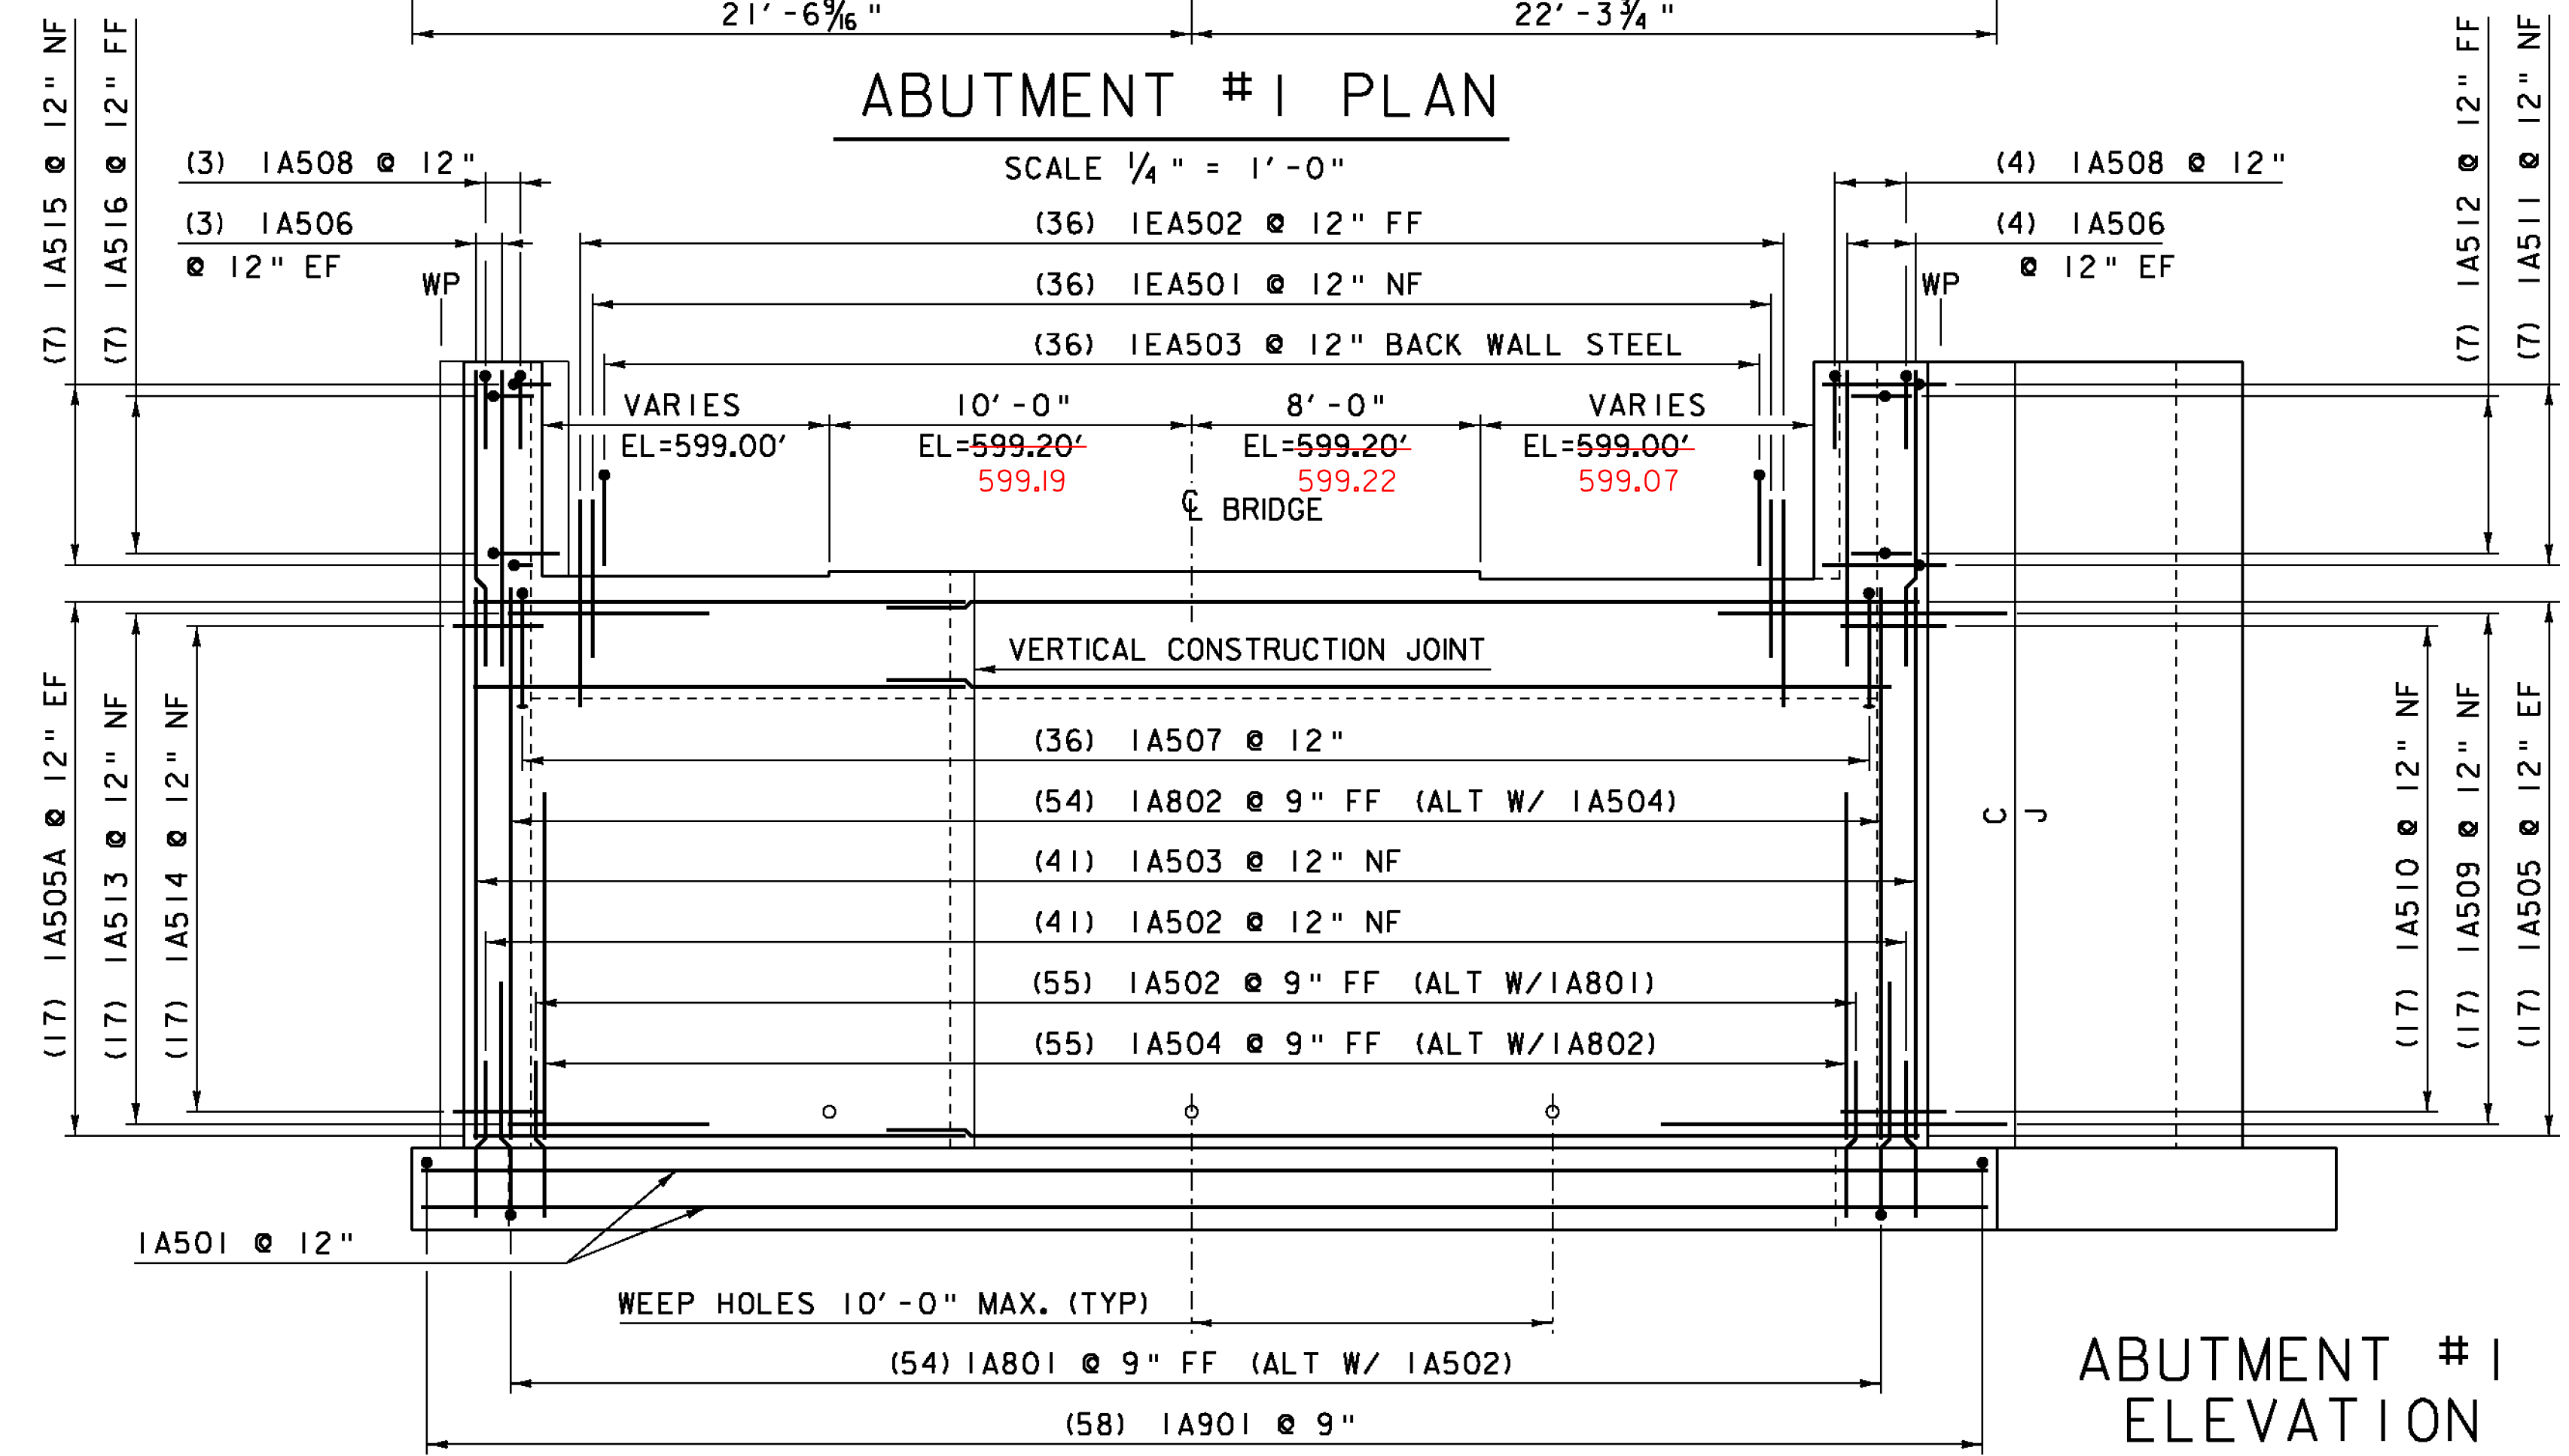 21'-6 9/16" 22'-3 3/4"
ABUTMENT #1 PLAN
SCALE 1/4" = 1'-0"
(7) 1A515 @ 12" NF
(7) 1A516 @ 12" FF
(7) 1A512 @ 12" FF
(7) 1A511 @ 12" NF
(3) 1A508 @ 12"
(4) 1A508 @ 12"
(3) 1A506
@ 12" EF
(4) 1A506
@ 12" EF
WP
WP
(36) 1EA502 @ 12" FF
(36) 1EA501 @ 12" NF
(36) 1EA503 @ 12" BACK WALL STEEL
VARIES 10'-0" 8'-0" VARIES
EL=599.00' EL=599.20' EL=599.20' EL=599.00'
599.19 599.22 599.07
℄ BRIDGE
VERTICAL CONSTRUCTION JOINT
(17) 1A505A @ 12" EF
(17) 1A513 @ 12" NF
(17) 1A514 @ 12" NF
(36) 1A507 @ 12"
(54) 1A802 @ 9" FF (ALT W/ 1A504)
(41) 1A503 @ 12" NF
(41) 1A502 @ 12" NF
(55) 1A502 @ 9" FF (ALT W/1A801)
(55) 1A504 @ 9" FF (ALT W/1A802)
C J
(17) 1A510 @ 12" NF
(17) 1A509 @ 12" NF
(17) 1A505 @ 12" EF
1A501 @ 12"
WEEP HOLES 10'-0" MAX. (TYP)
(54) 1A801 @ 9" FF (ALT W/ 1A502)
(58) 1A901 @ 9"
ABUTMENT #1
ELEVATION